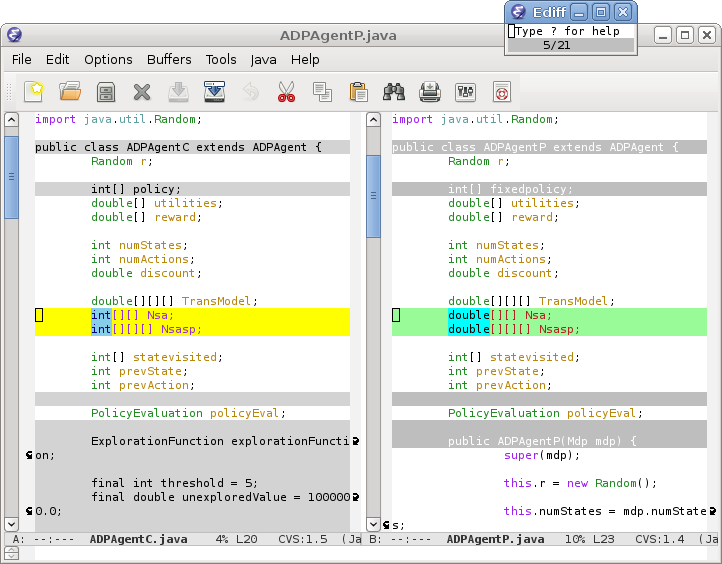 Ediff
Type ? for help
5/21
ADPAgentP.java
File Edit Options Buffers Tools Java Help
import java.util.Random;
public class ADPAgentC extends ADPAgent {
Random r;
int[] policy;
double[] utilities;
double[] reward;
int numStates;
int numActions;
double discount;
double[][][] TransModel;
int[][] Nsa;
int[][][] Nsasp;
int[] statevisited;
int prevState;
int prevAction;
PolicyEvaluation policyEval;
ExplorationFunction explorationFuncti
on;
final int threshold = 5;
final double unexploredValue = 100000
0.0;
A: --:--- ADPAgentC.java 4% L20 CVS:1.5 (Ja
import java.util.Random;
public class ADPAgentP extends ADPAgent {
Random r;
int[] fixedpolicy;
double[] utilities;
double[] reward;
int numStates;
int numActions;
double discount;
double[][][] TransModel;
double[][] Nsa;
double[][][] Nsasp;
int[] statevisited;
int prevState;
int prevAction;
PolicyEvaluation policyEval;
public ADPAgentP(Mdp mdp) {
super(mdp);
this.r = new Random();
this.numStates = mdp.numState
s;
B: --:--- ADPAgentP.java 10% L23 CVS:1.4 (Ja